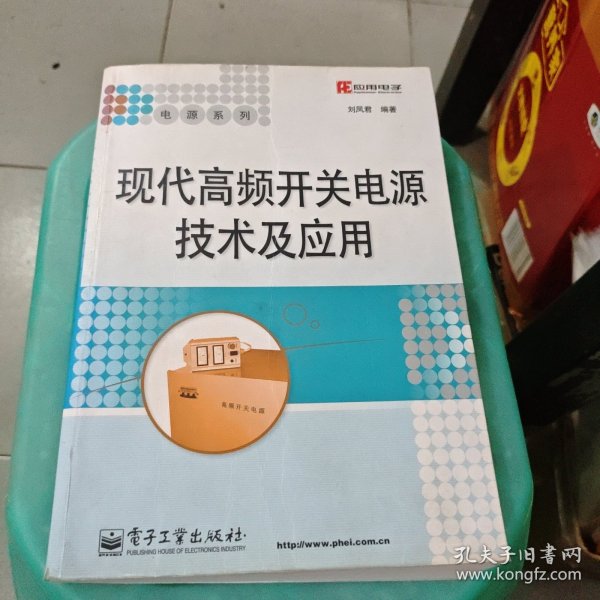 应用电子
电源系列
刘凤君 编著
现代高频开关电源
技术及应用
高频开关电源
電子工業出版社
PUBLISHING HOUSE OF ELECTRONICS INDUSTRY
http://www.phei.com.cn
孔夫子旧书网
www.kongfz.com